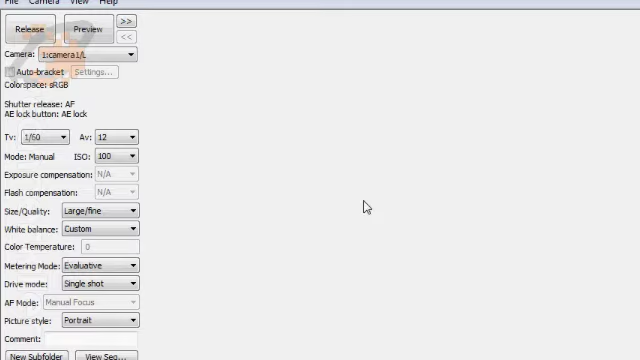 File Camera View Help
Release Preview >>
<<
Camera: 1:camera1/L
Auto-bracket Settings...
Colorspace: sRGB
Shutter release: AF
AE lock button: AE lock
Tv: 1/60 Av: 12
Mode: Manual ISO: 100
Exposure compensation: N/A
Flash compensation: N/A
Size/Quality: Large/fine
White balance: Custom
Color Temperature: 0
Metering Mode: Evaluative
Drive mode: Single shot
AF Mode: Manual Focus
Picture style: Portrait
Comment:
New Subfolder View Seq...